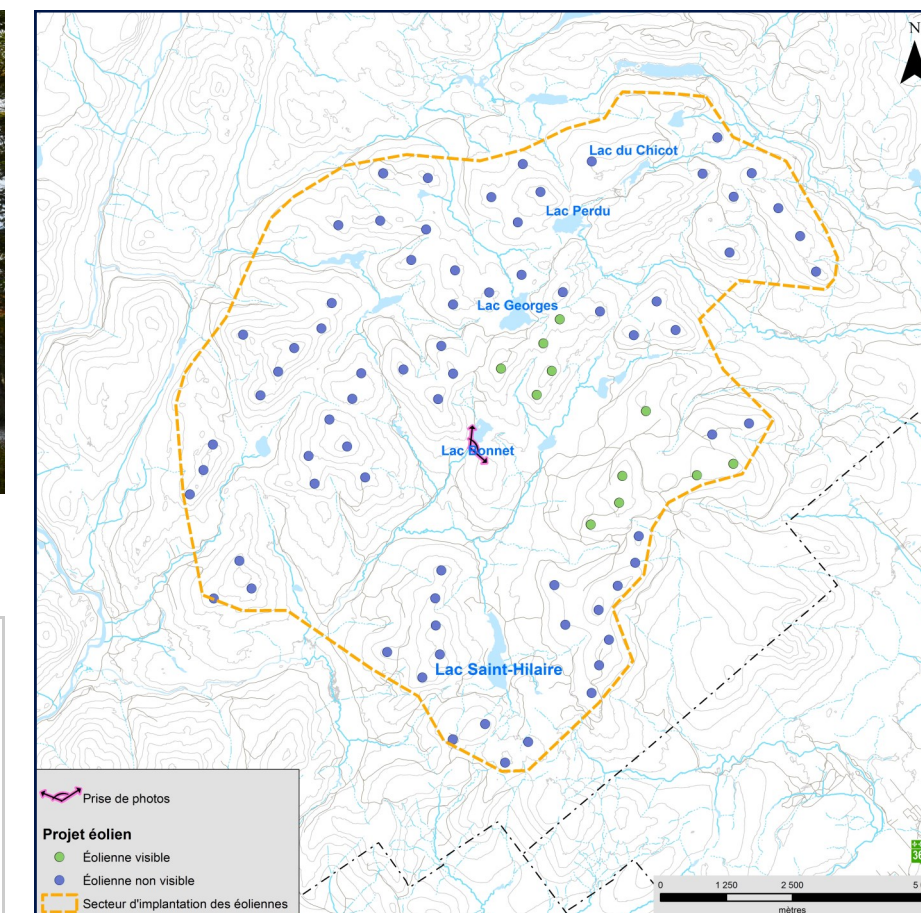 N
Lac du Chicot
Lac Perdu
Lac Georges
Lac Bonnet
Lac Saint-Hilaire
Prise de photos
Projet éolien
Éolienne visible
Éolienne non visible
Secteur d'implantation des éoliennes
0 1 250 2 500
mètres